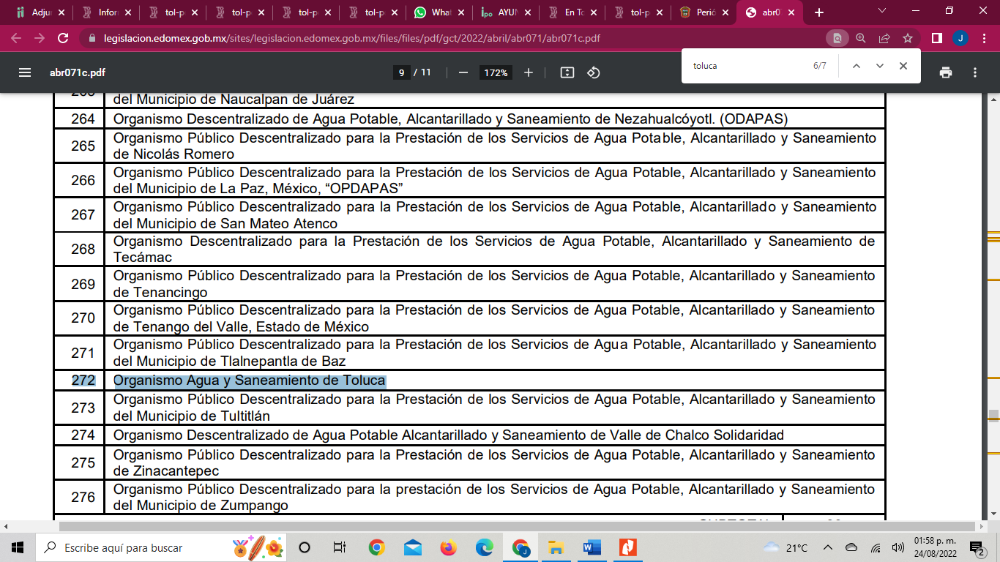 Adjun
Inform
tol-p
tol-p
tol-p
tol-p
What
ipo AYUN
En To
tol-p
Perió
abr07
legislacion.edomex.gob.mx/sites/legislacion.edomex.gob.mx/files/files/pdf/gct/2022/abril/abr071/abr071c.pdf
J
abr071c.pdf
9 / 11
172%
toluca
6/7
del Municipio de Naucalpan de Juárez
264 Organismo Descentralizado de Agua Potable, Alcantarillado y Saneamiento de Nezahualcóyotl. (ODAPAS)
265 Organismo Público Descentralizado para la Prestación de los Servicios de Agua Potable, Alcantarillado y Saneamiento
de Nicolás Romero
266 Organismo Público Descentralizado para la Prestación de los Servicios de Agua Potable, Alcantarillado y Saneamiento
del Municipio de La Paz, México, “OPDAPAS”
267 Organismo Público Descentralizado para la Prestación de los Servicios de Agua Potable, Alcantarillado y Saneamiento
del Municipio de San Mateo Atenco
268 Organismo Descentralizado para la Prestación de los Servicios de Agua Potable, Alcantarillado y Saneamiento de
Tecámac
269 Organismo Público Descentralizado para la Prestación de los Servicios de Agua Potable, Alcantarillado y Saneamiento
de Tenancingo
270 Organismo Público Descentralizado para la Prestación de los Servicios de Agua Potable, Alcantarillado y Saneamiento
de Tenango del Valle, Estado de México
271 Organismo Público Descentralizado para la Prestación de los Servicios de Agua Potable, Alcantarillado y Saneamiento
del Municipio de Tlalnepantla de Baz
272 Organismo Agua y Saneamiento de Toluca
273 Organismo Público Descentralizado para la Prestación de los Servicios de Agua Potable, Alcantarillado y Saneamiento
del Municipio de Tultitlán
274 Organismo Descentralizado de Agua Potable Alcantarillado y Saneamiento de Valle de Chalco Solidaridad
275 Organismo Público Descentralizado para la Prestación de los Servicios de Agua Potable, Alcantarillado y Saneamiento
de Zinacantepec
276 Organismo Público Descentralizado para la prestación de los Servicios de Agua Potable, Alcantarillado y Saneamiento
del Municipio de Zumpango
Escribe aquí para buscar
21°C
01:58 p. m.
24/08/2022
2